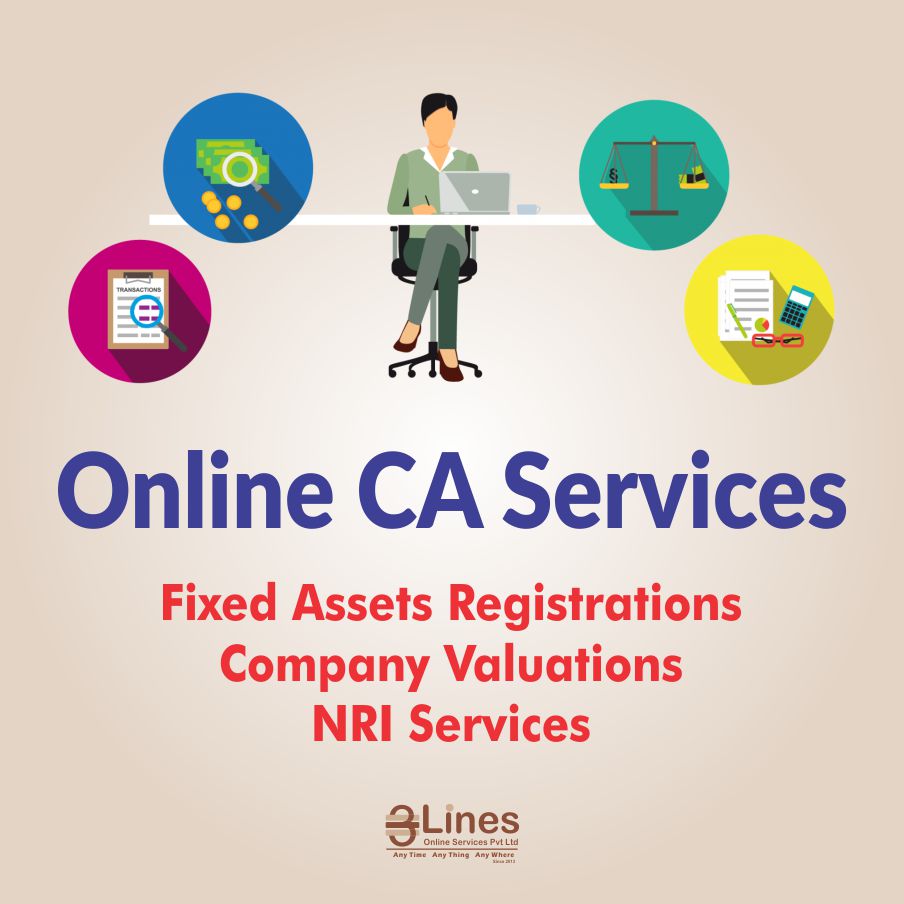 TRANSACTIONS
§
Online CA Services
Fixed Assets Registrations
Company Valuations
NRI Services
3Lines
Online Services Pvt Ltd
Any Time Any Thing Any Where
Since 2013